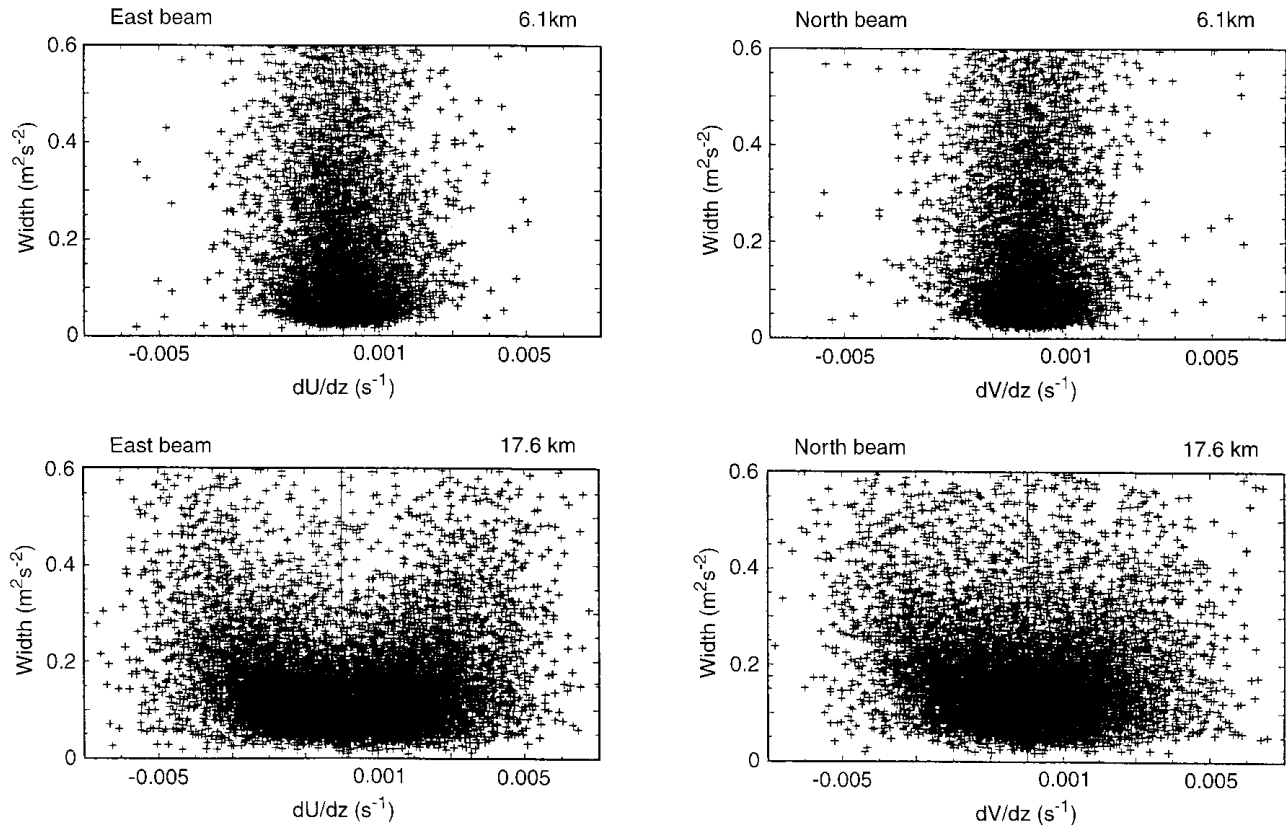 East beam 6.1km
0.6
0.4
0.2
0
Width (m²s⁻²)
-0.005 0.001 0.005
dU/dz (s⁻¹)
North beam 6.1km
0.6
0.4
0.2
0
Width (m²s⁻²)
-0.005 0.001 0.005
dV/dz (s⁻¹)
East beam 17.6 km
0.6
0.4
0.2
0
Width (m²s⁻²)
-0.005 0.001 0.005
dU/dz (s⁻¹)
North beam 17.6 km
0.6
0.4
0.2
0
Width (m²s⁻²)
-0.005 0.001 0.005
dV/dz (s⁻¹)